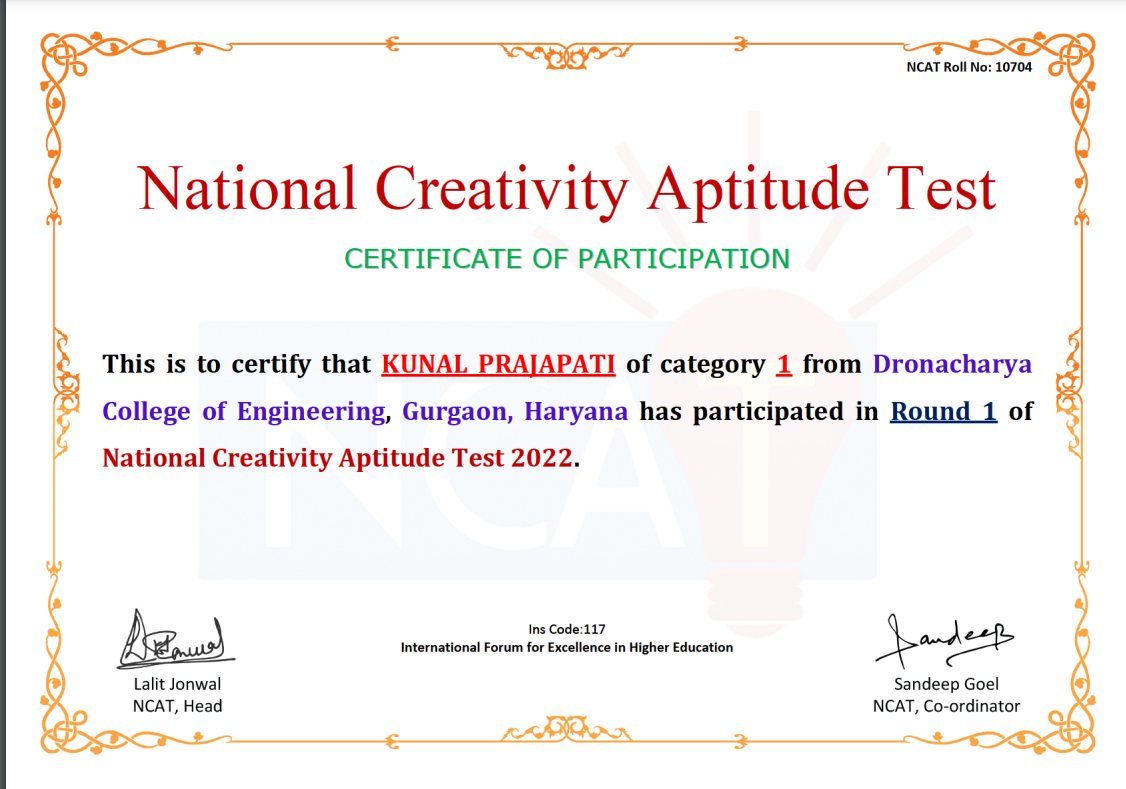 NCAT Roll No: 10704
National Creativity Aptitude Test
CERTIFICATE OF PARTICIPATION
This is to certify that KUNAL PRAJAPATI of category 1 from Dronacharya
College of Engineering, Gurgaon, Haryana has participated in Round 1 of
National Creativity Aptitude Test 2022.
NCAT
Ins Code:117
International Forum for Excellence in Higher Education
Sandeep
Lalit Jonwal
NCAT, Head
Sandeep Goel
NCAT, Co-ordinator